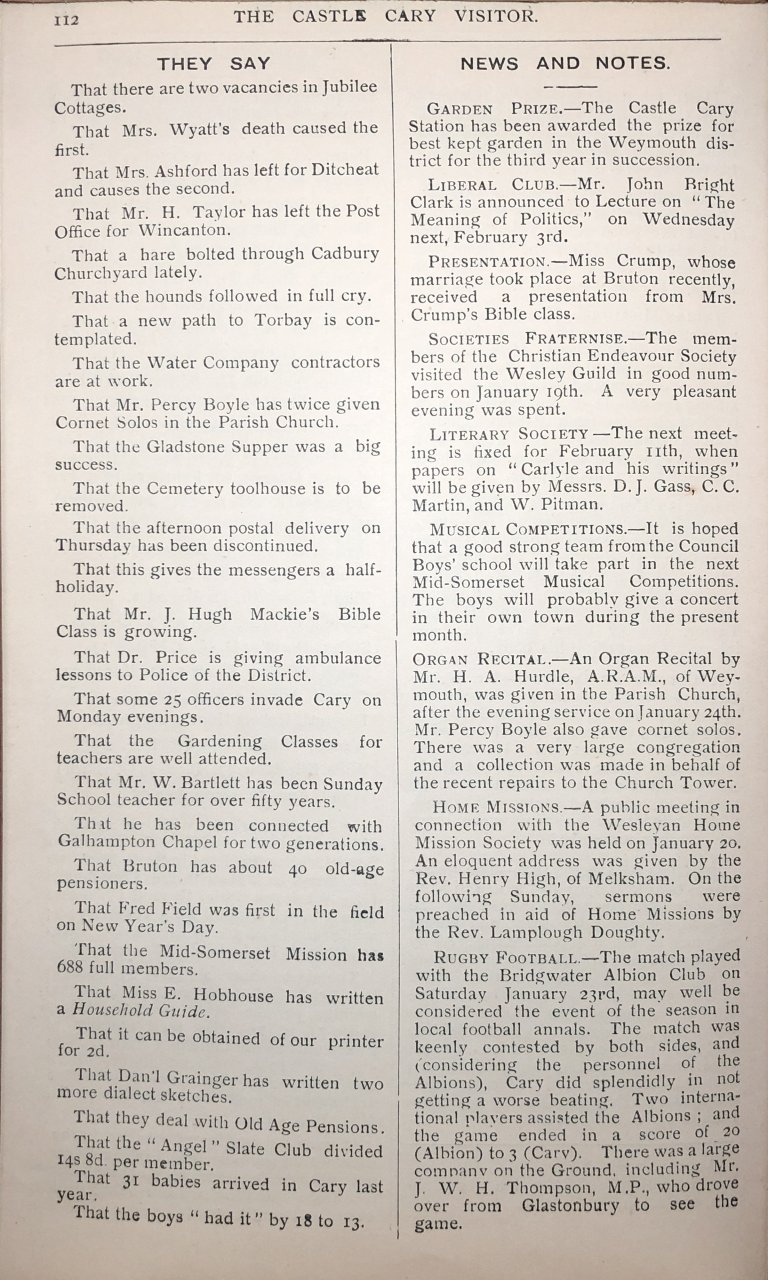 112
THE CASTLE CARY VISITOR.
THEY SAY
That there are two vacancies in Jubilee
Cottages.
That Mrs. Wyatt's death caused the
first.
That Mrs. Ashford has left for Ditcheat
and causes the second.
That Mr. H. Taylor has left the Post
Office for Wincanton.
That a hare bolted through Cadbury
Churchyard lately.
That the hounds followed in full cry.
That a new path to Torbay is con-
templated.
That the Water Company contractors
are at work.
That Mr. Percy Boyle has twice given
Cornet Solos in the Parish Church.
That the Gladstone Supper was a big
success.
That the Cemetery toolhouse is to be
removed.
That the afternoon postal delivery on
Thursday has been discontinued.
That this gives the messengers a half-
holiday.
That Mr. J. Hugh Mackie's Bible
Class is growing.
That Dr. Price is giving ambulance
lessons to Police of the District.
That some 25 officers invade Cary on
Monday evenings.
That the Gardening Classes for
teachers are well attended.
That Mr. W. Bartlett has been Sunday
School teacher for over fifty years.
That he has been connected with
Galhampton Chapel for two generations.
That Bruton has about 40 old-age
pensioners.
That Fred Field was first in the field
on New Year's Day.
That the Mid-Somerset Mission has
688 full members.
That Miss E. Hobhouse has written
a Household Guide.
That it can be obtained of our printer
for 2d.
That Dan'l Grainger has written two
more dialect sketches.
That they deal with Old Age Pensions.
That the "Angel" Slate Club divided
14s 8d. per member.
That 31 babies arrived in Cary last
year.
That the boys "had it" by 18 to 13.
NEWS AND NOTES.
GARDEN PRIZE.—The Castle Cary
Station has been awarded the prize for
best kept garden in the Weymouth dis-
trict for the third year in succession.
LIBERAL CLUB.—Mr. John Bright
Clark is announced to Lecture on "The
Meaning of Politics," on Wednesday
next, February 3rd.
PRESENTATION.—Miss Crump, whose
marriage took place at Bruton recently,
received a presentation from Mrs.
Crump's Bible class.
SOCIETIES FRATERNISE.—The mem-
bers of the Christian Endeavour Society
visited the Wesley Guild in good num-
bers on January 19th. A very pleasant
evening was spent.
LITERARY SOCIETY—The next meet-
ing is fixed for February 11th, when
papers on "Carlyle and his writings"
will be given by Messrs. D. J. Gass, C. C.
Martin, and W. Pitman.
MUSICAL COMPETITIONS.—It is hoped
that a good strong team from the Council
Boys' school will take part in the next
Mid-Somerset Musical Competitions.
The boys will probably give a concert
in their own town during the present
month.
ORGAN RECITAL.—An Organ Recital by
Mr. H. A. Hurdle, A.R.A.M., of Wey-
mouth, was given in the Parish Church,
after the evening service on January 24th.
Mr. Percy Boyle also gave cornet solos.
There was a very large congregation
and a collection was made in behalf of
the recent repairs to the Church Tower.
HOME MISSIONS.—A public meeting in
connection with the Wesleyan Home
Mission Society was held on January 20.
An eloquent address was given by the
Rev. Henry High, of Melksham. On the
following Sunday, sermons were
preached in aid of Home Missions by
the Rev. Lamplough Doughty.
RUGBY FOOTBALL.—The match played
with the Bridgwater Albion Club on
Saturday January 23rd, may well be
considered the event of the season in
local football annals. The match was
keenly contested by both sides, and
(considering the personnel of the
Albions), Cary did splendidly in not
getting a worse beating. Two interna-
tional players assisted the Albions; and
the game ended in a score of 20
(Albion) to 3 (Cary). There was a large
company on the Ground, including Mr.
J. W. H. Thompson, M.P., who drove
over from Glastonbury to see the
game.